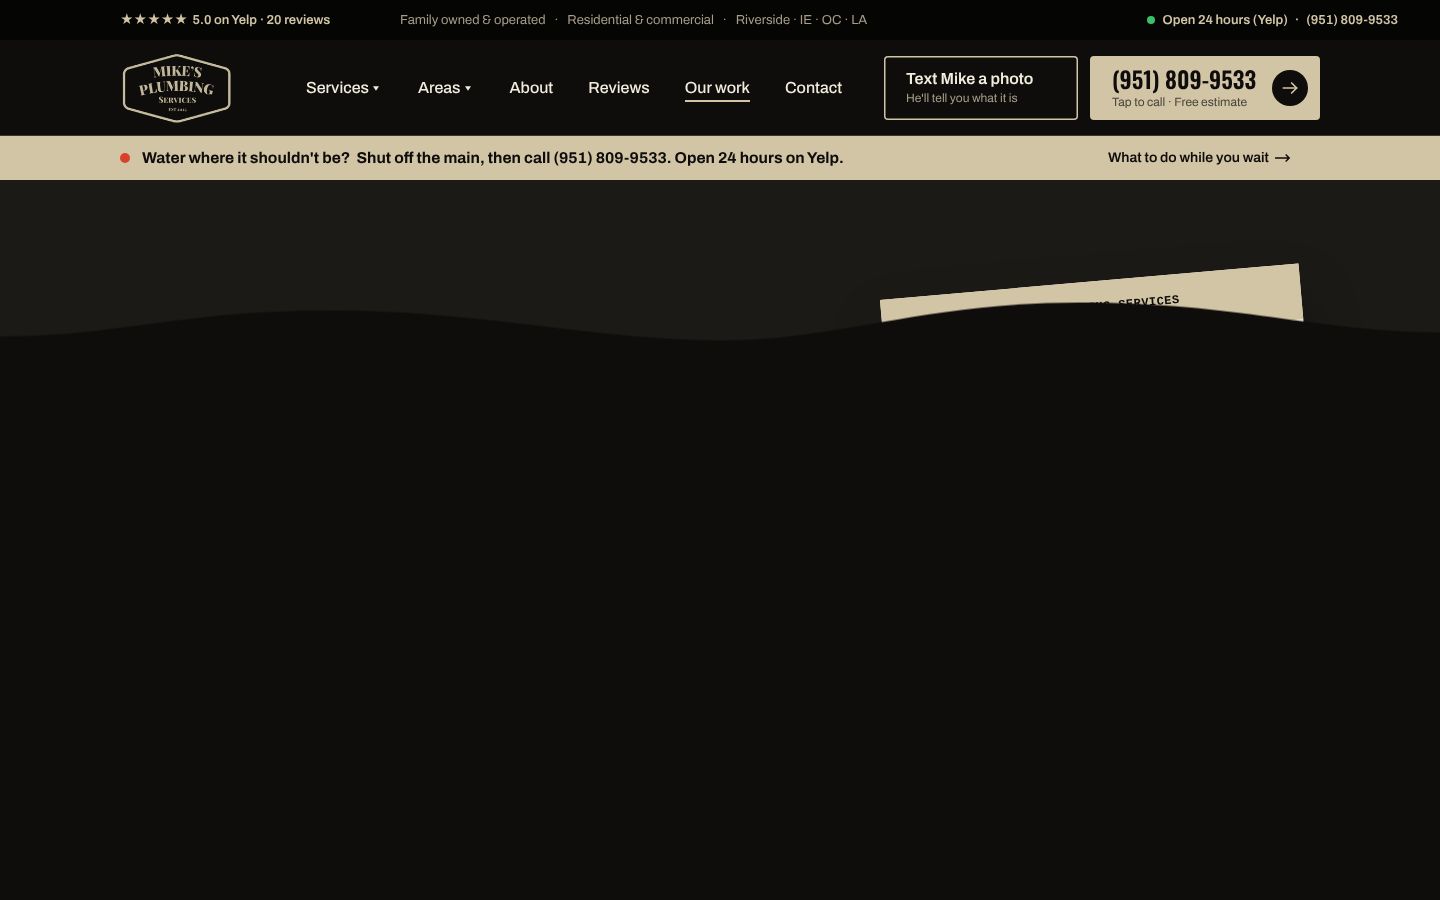 ★★★★★ 5.0 on Yelp · 20 reviews
Family owned & operated · Residential & commercial · Riverside · IE · OC · LA
Open 24 hours (Yelp) · (951) 809-9533
MIKE'S
PLUMBING
SERVICES
Services ▾
Areas ▾
About
Reviews
Our work
Contact
Text Mike a photo
He'll tell you what it is
(951) 809-9533
Tap to call · Free estimate
Water where it shouldn't be? Shut off the main, then call (951) 809-9533. Open 24 hours on Yelp.
What to do while you wait →
SERVICES